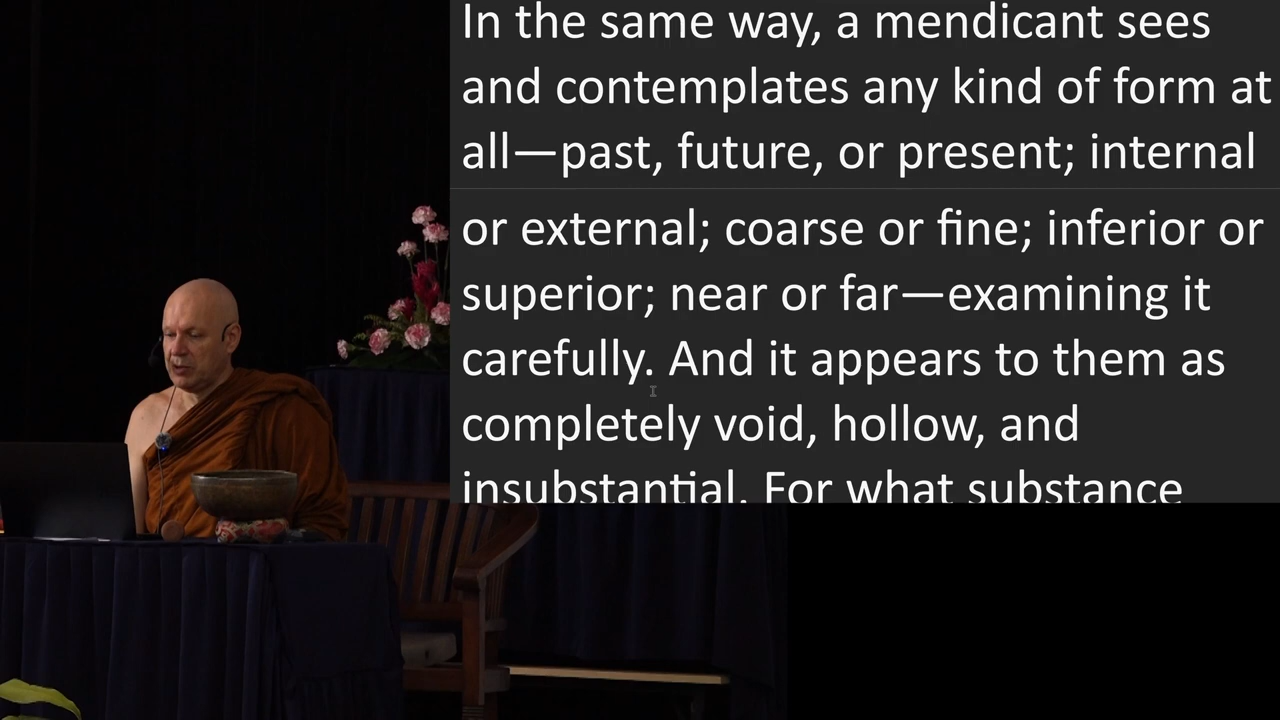 In the same way, a mendicant sees
and contemplates any kind of form at
all—past, future, or present; internal
or external; coarse or fine; inferior or
superior; near or far—examining it
carefully. And it appears to them as
completely void, hollow, and
insubstantial. For what substance